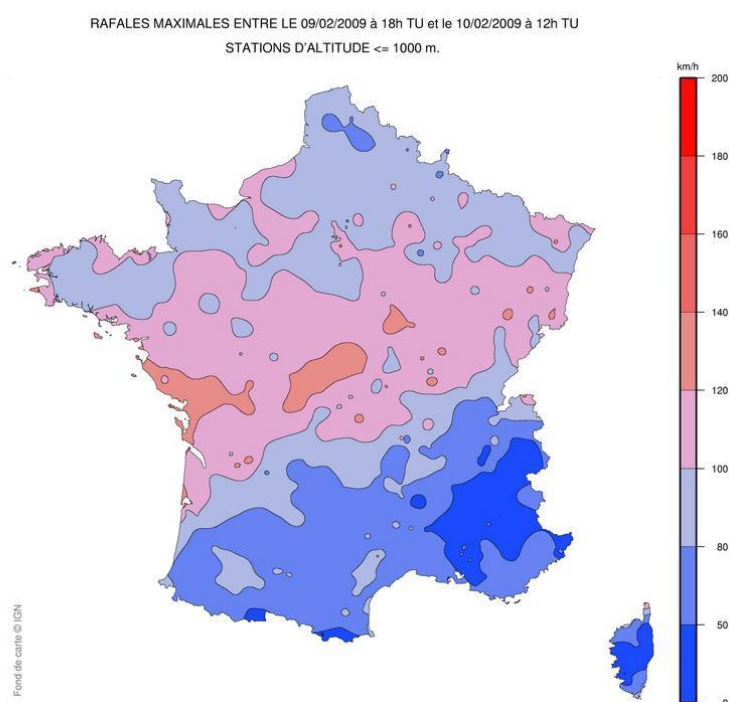 RAFALES MAXIMALES ENTRE LE 09/02/2009 à 18h TU et le 10/02/2009 à 12h TU
STATIONS D'ALTITUDE <= 1000 m.
km/h
200
180
160
140
120
100
80
50
0
Fond de carte © IGN